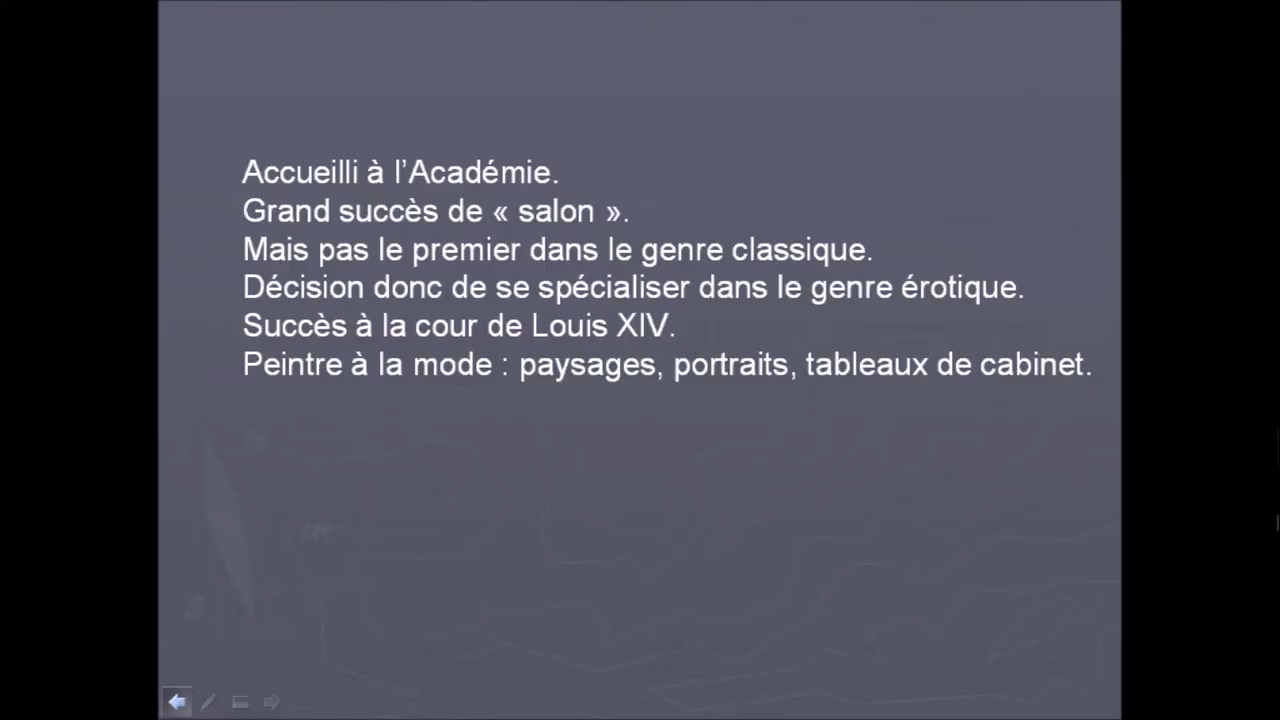 Accueilli à l’Académie.
Grand succès de « salon ».
Mais pas le premier dans le genre classique.
Décision donc de se spécialiser dans le genre érotique.
Succès à la cour de Louis XIV.
Peintre à la mode : paysages, portraits, tableaux de cabinet.